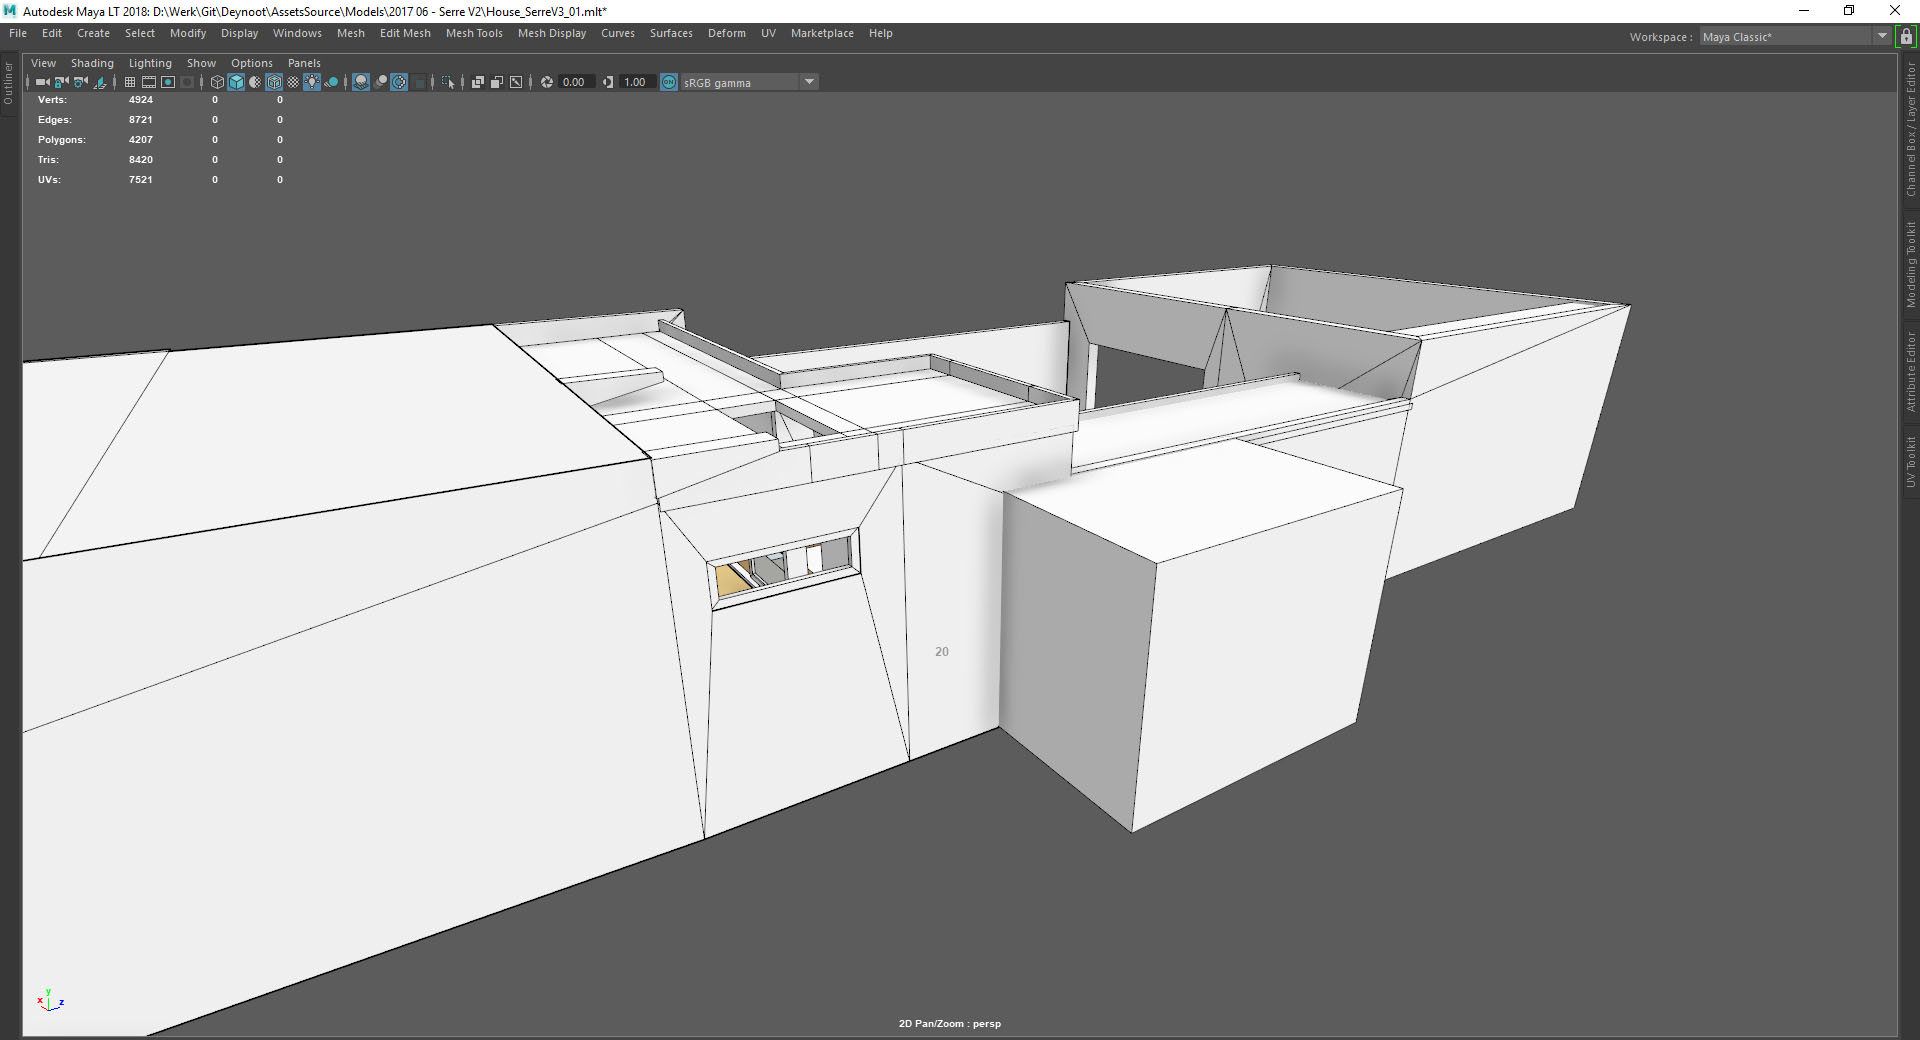 Autodesk Maya LT 2018: D:\Werk\Git\Deynoot\AssetsSource\Models\2017 06 - Serre V2\House_SerreV3_01.mlt*
File Edit Create Select Modify Display Windows Mesh Edit Mesh Mesh Tools Mesh Display Curves Surfaces Deform UV Marketplace Help
Workspace : Maya Classic*
View Shading Lighting Show Options Panels
0.00 1.00 ON sRGB gamma
Verts: 4924 0 0
Edges: 8721 0 0
Polygons: 4207 0 0
Tris: 8420 0 0
UVs: 7521 0 0
Outliner
Channel Box / Layer Editor
Modeling Toolkit
Attribute Editor
UV Toolkit
20
y
x z
2D Pan/Zoom : persp